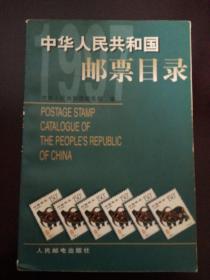 1997
中华人民共和国
邮票目录
POSTAGE STAMP
CATALOGUE OF
THE PEOPLE'S REPUBLIC
OF CHINA
人民邮电出版社